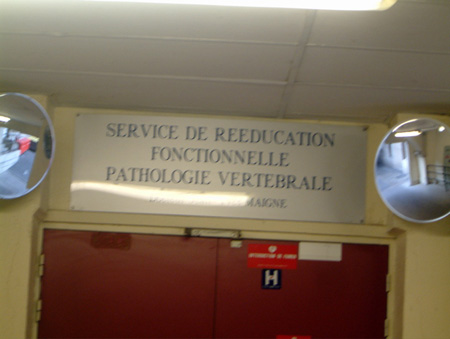 SERVICE DE REEDUCATION
FONCTIONNELLE
PATHOLOGIE VERTEBRALE
MAIGNE
H